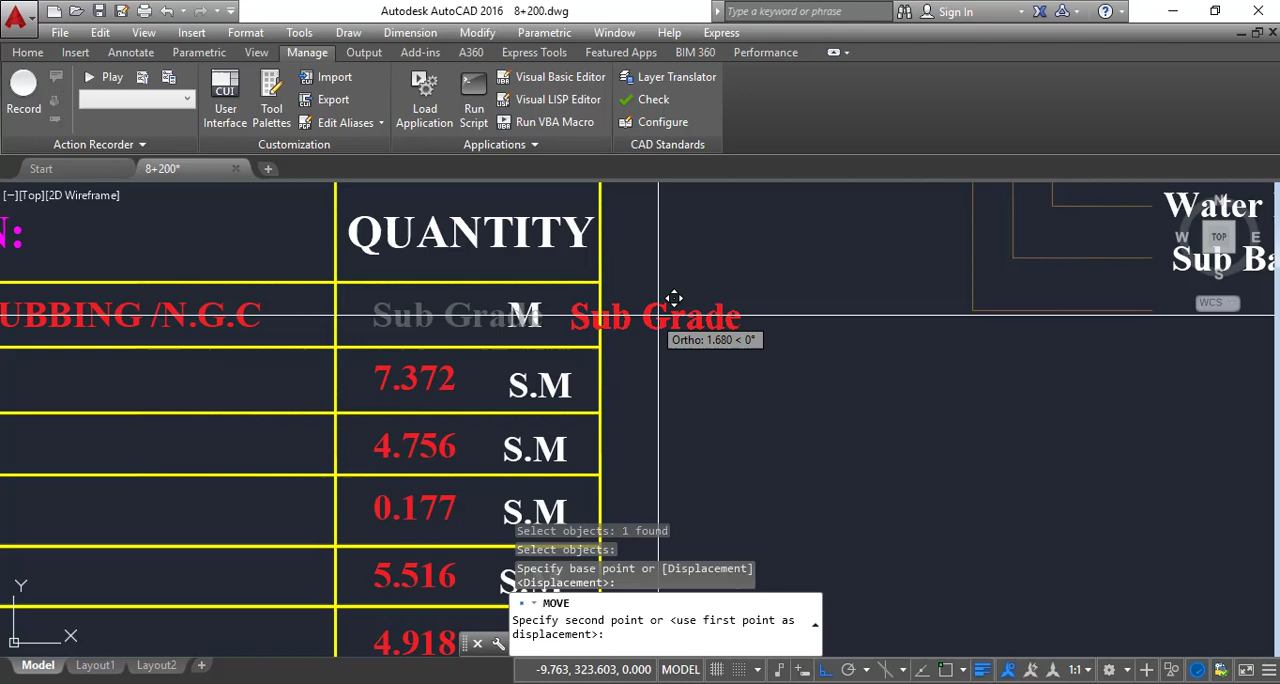 Autodesk AutoCAD 2016 8+200.dwg
Type a keyword or phrase
Sign In
File Edit View Insert Format Tools Draw Dimension Modify Parametric Window Help Express
Home Insert Annotate Parametric View Manage Output Add-ins A360 Express Tools Featured Apps BIM 360 Performance
Record
Play
Action Recorder
CUI
User
Interface
Tool
Palettes
Import
Export
Edit Aliases
Customization
Load
Application
Run
Script
Visual Basic Editor
Visual LISP Editor
Run VBA Macro
Applications
Layer Translator
Check
Configure
CAD Standards
Start
8+200*
[−][Top][2D Wireframe]
N:
QUANTITY
UBBING /N.G.C
Sub Grade
M
Sub Grade
Ortho: 1.680 < 0°
7.372 S.M
4.756 S.M
0.177 S.M
5.516 S.M
4.918
Water
Sub Ba
N
W TOP E
S
WCS
Y
X
Select objects: 1 found
Select objects:
Specify base point or [Displacement]
<Displacement>:
MOVE
Specify second point or <use first point as
displacement>:
Model Layout1 Layout2
-9.763, 323.603, 0.000 MODEL
1:1